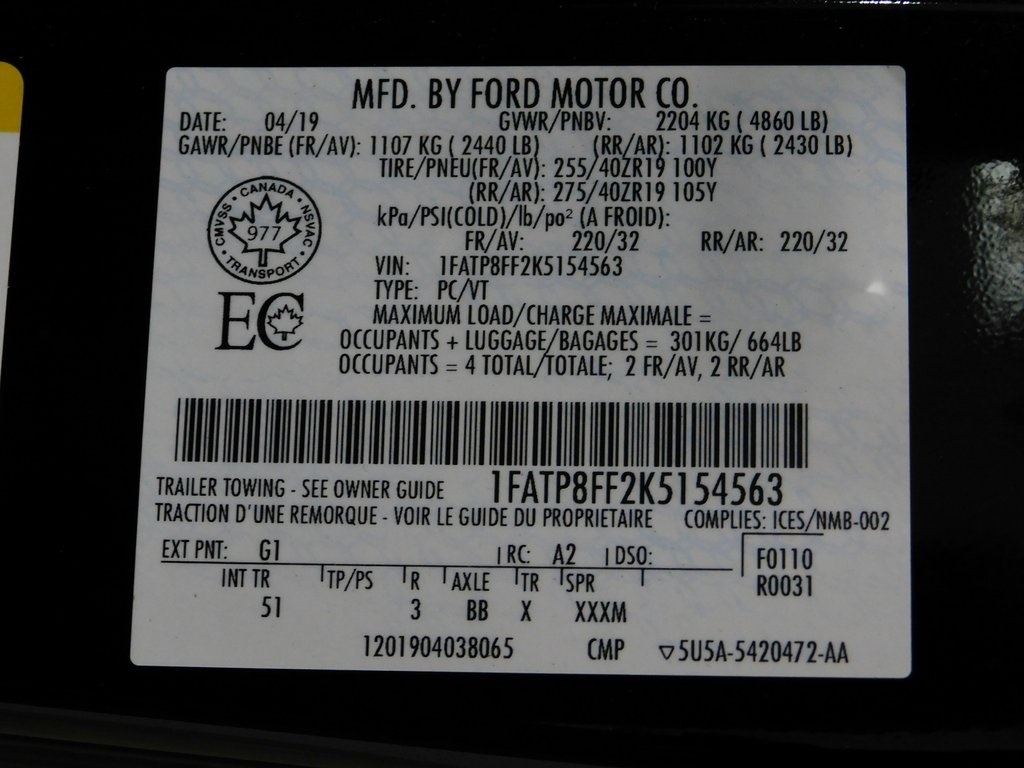 MFD. BY FORD MOTOR CO.
DATE: 04/19 GVWR/PNBV: 2204 KG ( 4860 LB)
GAWR/PNBE (FR/AV): 1107 KG ( 2440 LB) (RR/AR): 1102 KG ( 2430 LB)
TIRE/PNEU(FR/AV): 255/40ZR19 100Y
(RR/AR): 275/40ZR19 105Y
kPa/PSI(COLD)/lb/po² (A FROID):
FR/AV: 220/32 RR/AR: 220/32
VIN: 1FATP8FF2K5154563
TYPE: PC/VT
MAXIMUM LOAD/CHARGE MAXIMALE =
OCCUPANTS + LUGGAGE/BAGAGES = 301KG/ 664LB
OCCUPANTS = 4 TOTAL/TOTALE; 2 FR/AV, 2 RR/AR
CMVSS · CANADA · NSVAC · TRANSPORT ·
977
EC
1FATP8FF2K5154563
TRAILER TOWING - SEE OWNER GUIDE
TRACTION D'UNE REMORQUE - VOIR LE GUIDE DU PROPRIETAIRE COMPLIES: ICES/NMB-002
EXT PNT: G1 RC: A2 DSO: F0110
R0031
INT TR TP/PS R AXLE TR SPR
51 3 BB X XXXM
1201904038065 CMP ▽5U5A-5420472-AA